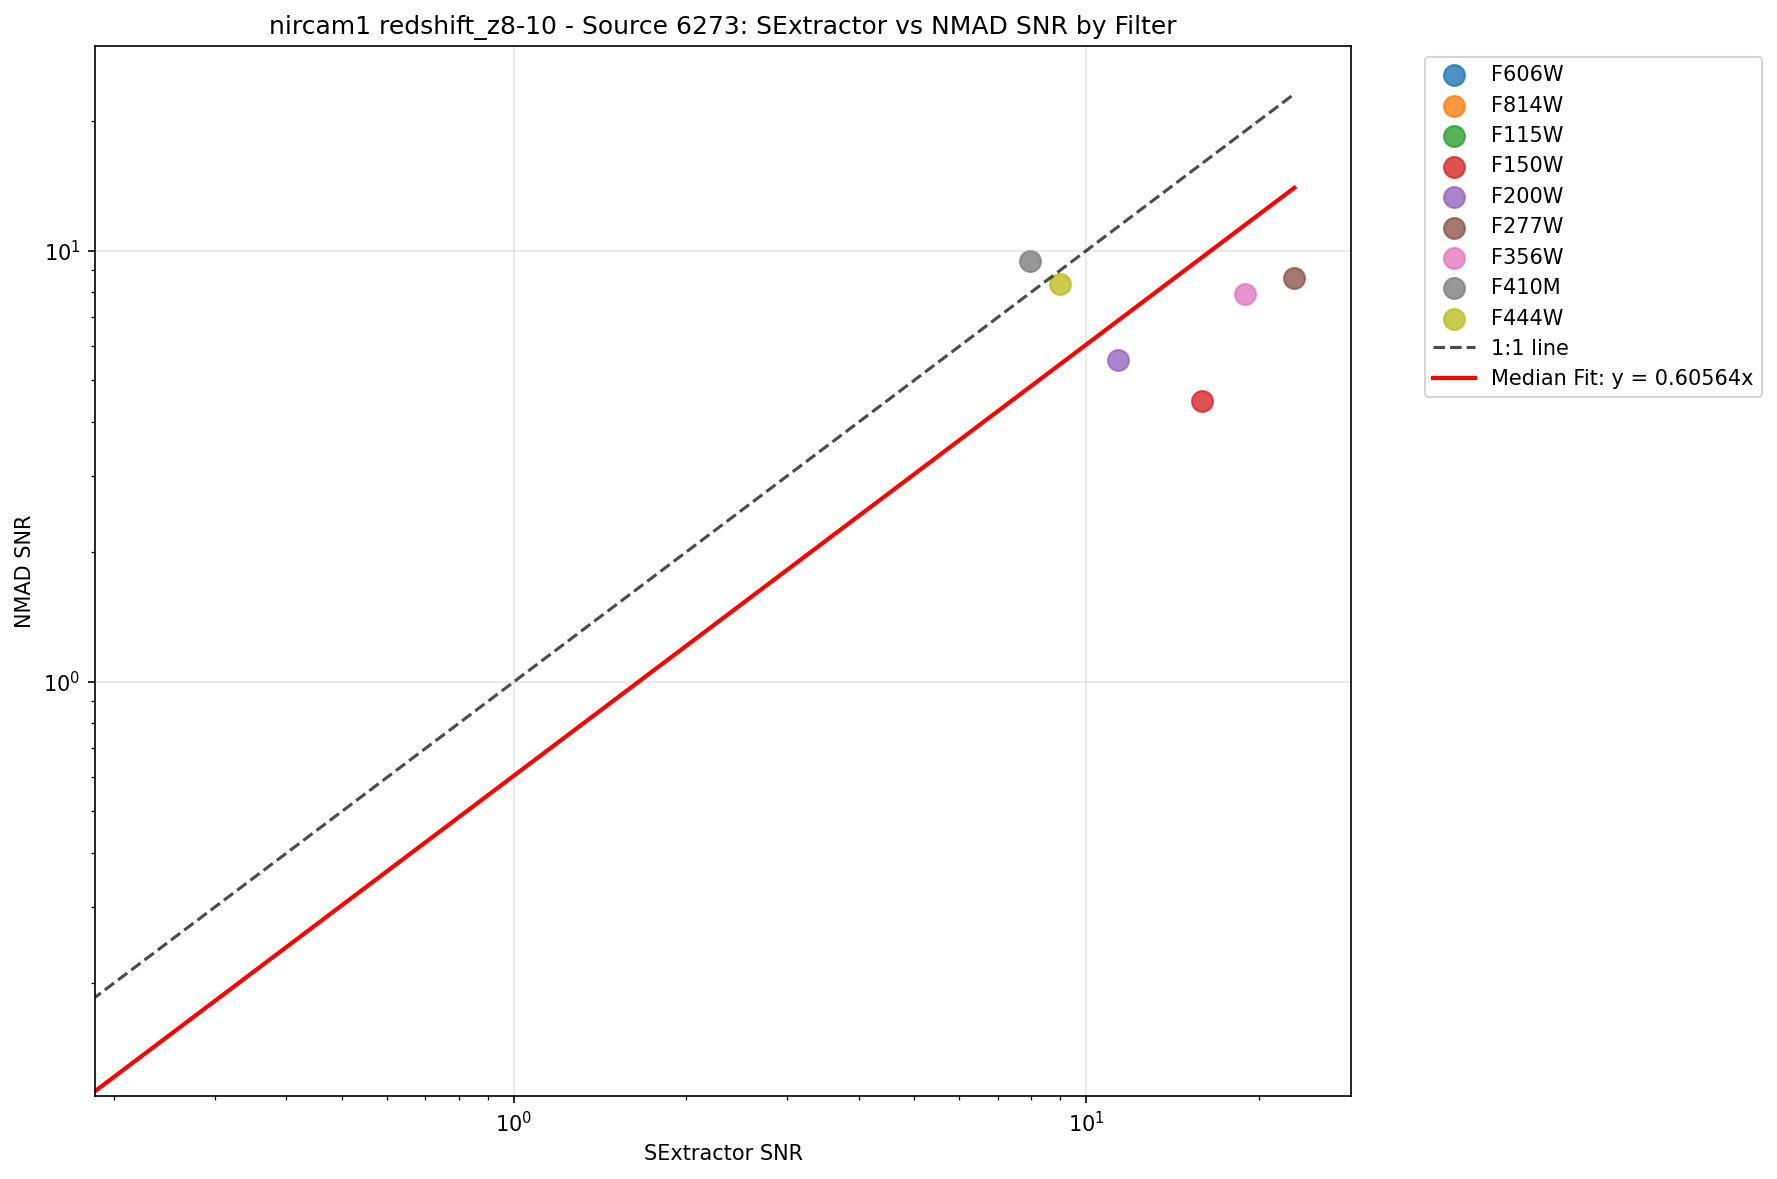 nircam1 redshift_z8-10 - Source 6273: SExtractor vs NMAD SNR by Filter
F606W
F814W
F115W
F150W
F200W
F277W
F356W
F410M
F444W
1:1 line
Median Fit: y = 0.60564x
NMAD SNR
10¹
10⁰
10⁰
10¹
SExtractor SNR